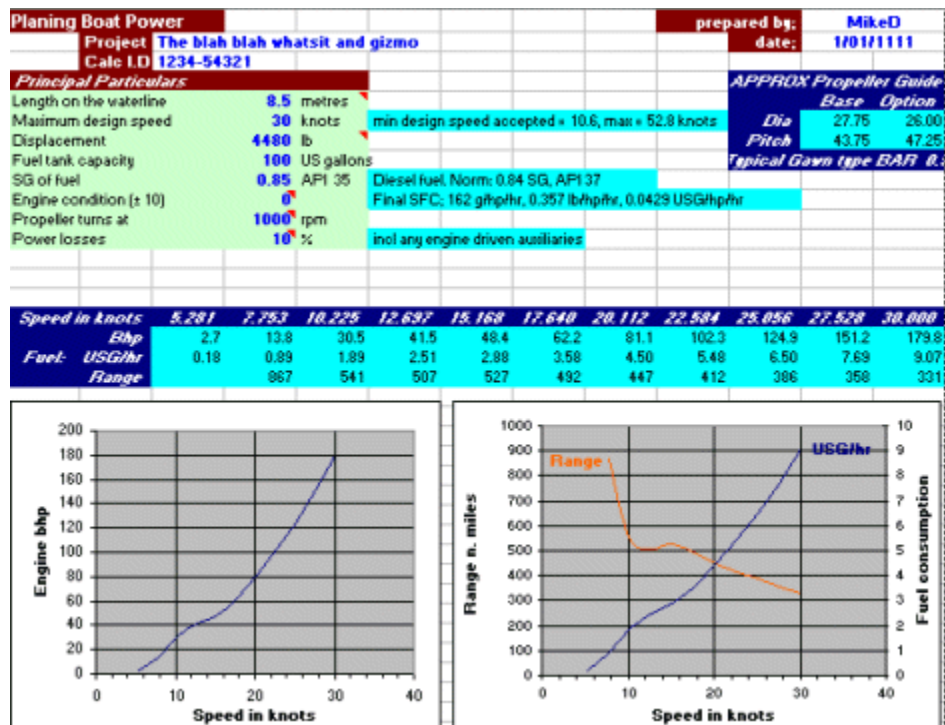 Planing Boat Power prepared by; MikeD
Project The blah blah whatsit and gizmo date; 1/01/1111
Calc I.D 1234-54321
Principal Particulars APPROX Propeller Guide
Length on the waterline 8.5 metres Base Option
Maximum design speed 30 knots min design speed accepted = 10.6, max = 52.8 knots Dia 27.75 26.00
Displacement 4480 lb Pitch 43.75 47.25
Fuel tank capacity 100 US gallons Typical Gawn type BAR
SG of fuel 0.85 API 35 Diesel fuel. Norm: 0.84 SG, API 37
Engine condition (± 10) 0 Final SFC; 162 g/hp/hr, 0.357 lb/hp/hr, 0.0429 USG/hp/hr
Propeller turns at 1000 rpm
Power losses 10 % incl any engine driven auxiliaries
Speed in knots 5.281 7.753 10.225 12.697 15.168 17.640 20.112 22.584 25.056 27.528 30.000
Bhp 2.7 13.8 30.5 41.5 48.4 62.2 81.1 102.3 124.9 151.2 179.8
Fuel: USG/hr 0.18 0.89 1.89 2.51 2.88 3.58 4.50 5.48 6.50 7.69 9.07
Range 867 541 507 527 492 447 412 386 358 331
Engine bhp
200
180
160
140
120
100
80
60
40
20
0
0 10 20 30 40
Speed in knots
Range n. miles
1000
900
800
700
600
500
400
300
200
100
0
Range
USG/hr
10
9
8
7
6
5
4
3
2
1
0
Fuel consumption
0 10 20 30 40
Speed in knots